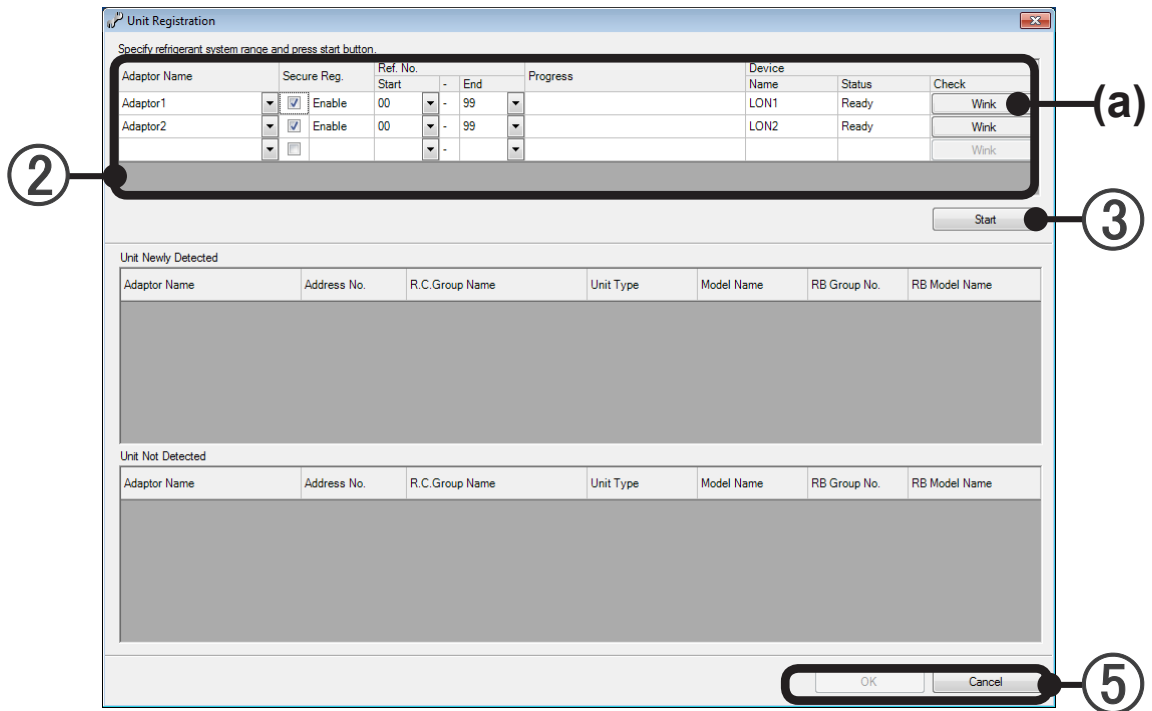 Unit Registration
Specify refrigerant system range and press start button.
Adaptor Name Secure Reg. Ref. No. Progress Device
Start - End Name Status Check
Adaptor1 Enable 00 - 99 LON1 Ready Wink (a)
Adaptor2 Enable 00 - 99 LON2 Ready Wink
- Wink
2
Start 3
Unit Newly Detected
Adaptor Name Address No. R.C.Group Name Unit Type Model Name RB Group No. RB Model Name
Unit Not Detected
Adaptor Name Address No. R.C.Group Name Unit Type Model Name RB Group No. RB Model Name
OK Cancel 5